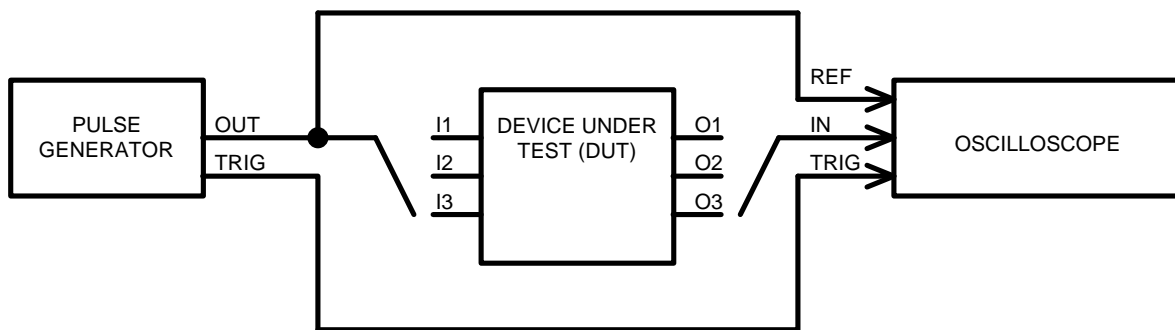 PULSE
GENERATOR
OUT
TRIG
I1
I2
I3
DEVICE UNDER
TEST (DUT)
O1
O2
O3
REF
IN
TRIG
OSCILLOSCOPE